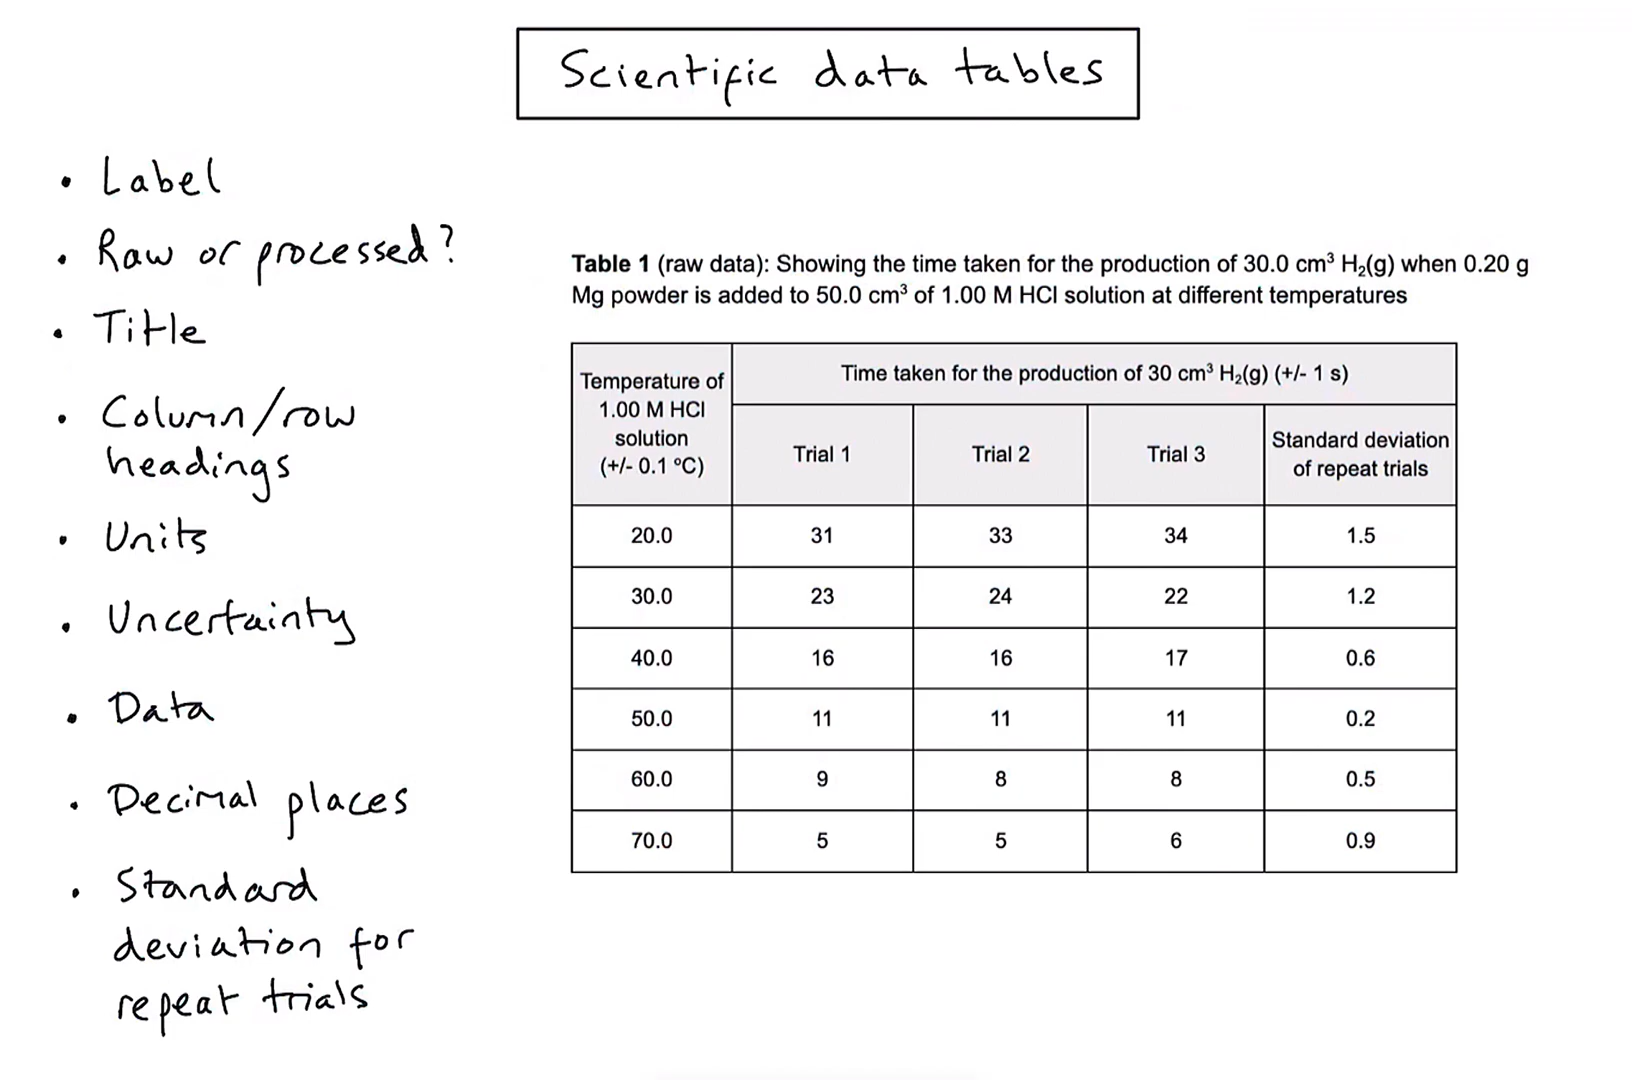 Scientific data tables
• Label
• Raw or processed?
• Title
• Column/row
headings
• Units
• Uncertainty
• Data
• Decimal places
• Standard
deviation for
repeat trials
Table 1 (raw data): Showing the time taken for the production of 30.0 cm³ H₂(g) when 0.20 g
Mg powder is added to 50.0 cm³ of 1.00 M HCl solution at different temperatures
Temperature of
1.00 M HCl
solution
(+/- 0.1 ºC)
Time taken for the production of 30 cm³ H₂(g) (+/- 1 s)
Trial 1 Trial 2 Trial 3 Standard deviation
of repeat trials
20.0 31 33 34 1.5
30.0 23 24 22 1.2
40.0 16 16 17 0.6
50.0 11 11 11 0.2
60.0 9 8 8 0.5
70.0 5 5 6 0.9